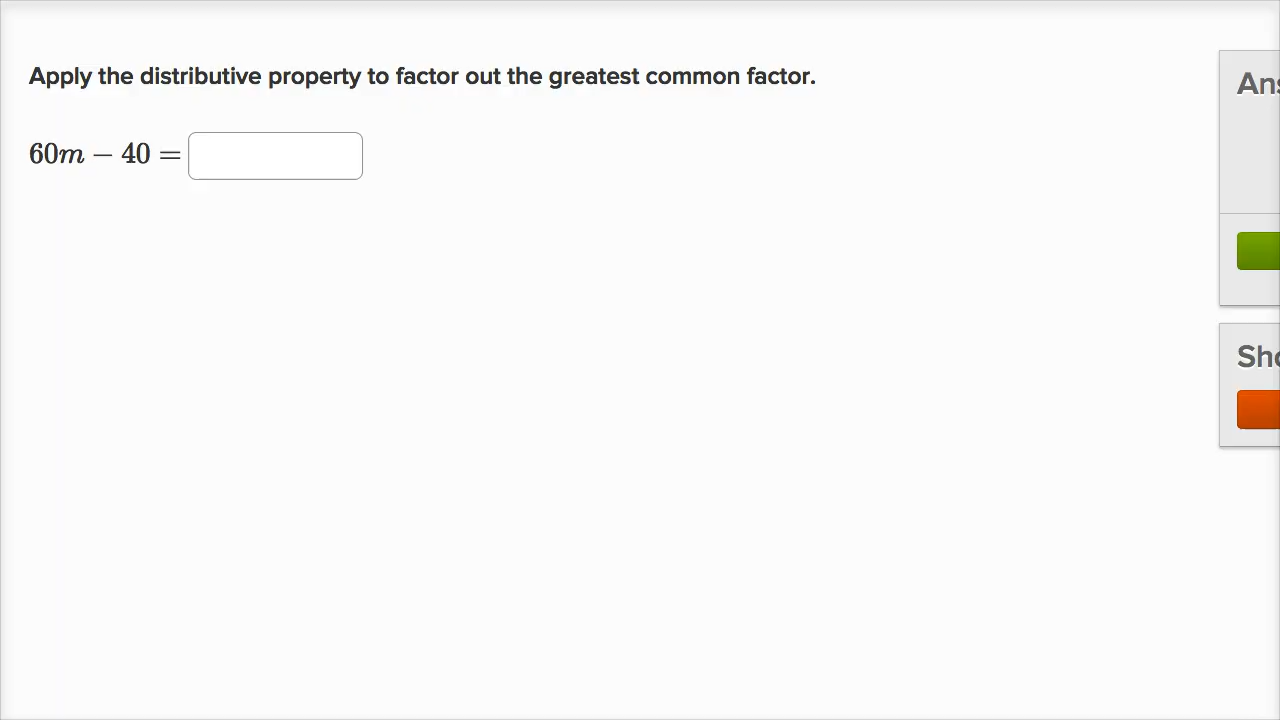 Apply the distributive property to factor out the greatest common factor.
60m − 40 =